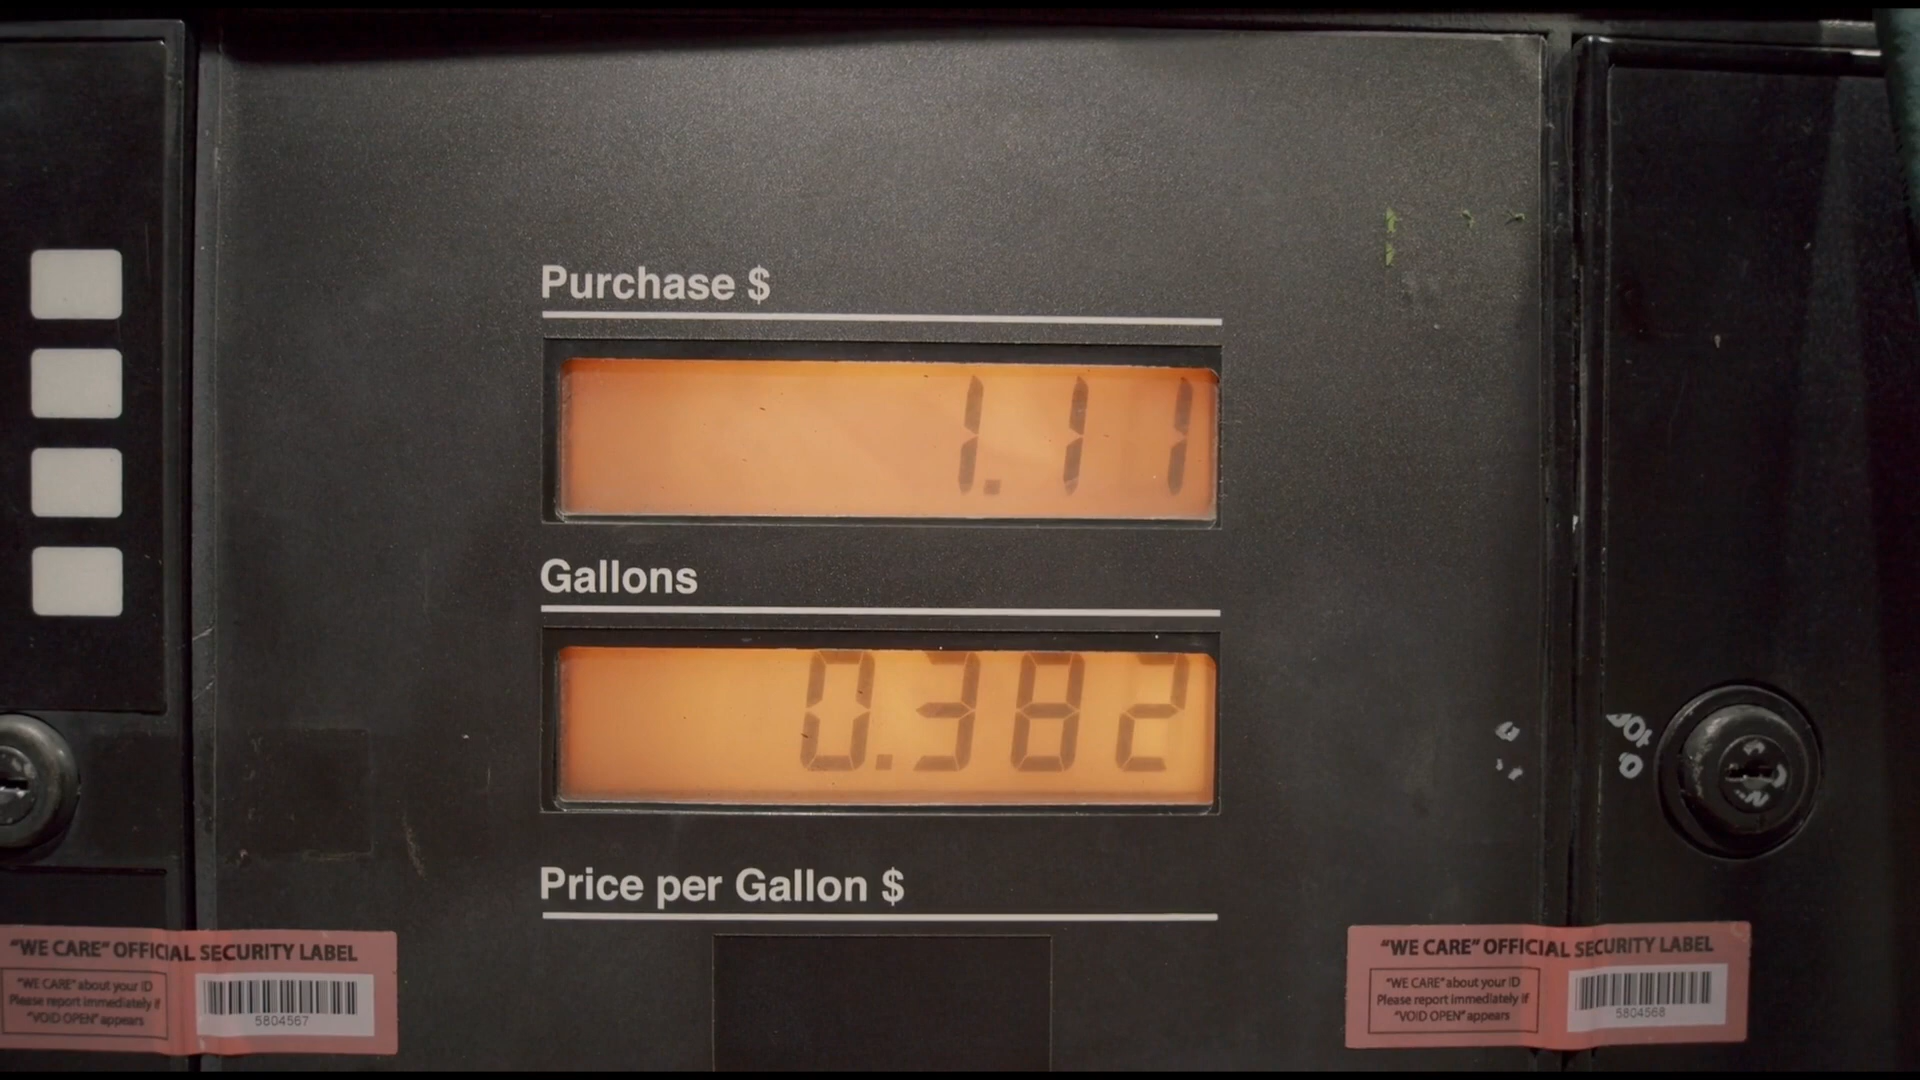 Purchase $
1.11
Gallons
0.382
Price per Gallon $
"WE CARE" OFFICIAL SECURITY LABEL
"WE CARE" about your ID
Please report immediately if
"VOID OPEN" appears
5804567
"WE CARE" OFFICIAL SECURITY LABEL
"WE CARE" about your ID
Please report immediately if
"VOID OPEN" appears
5804568